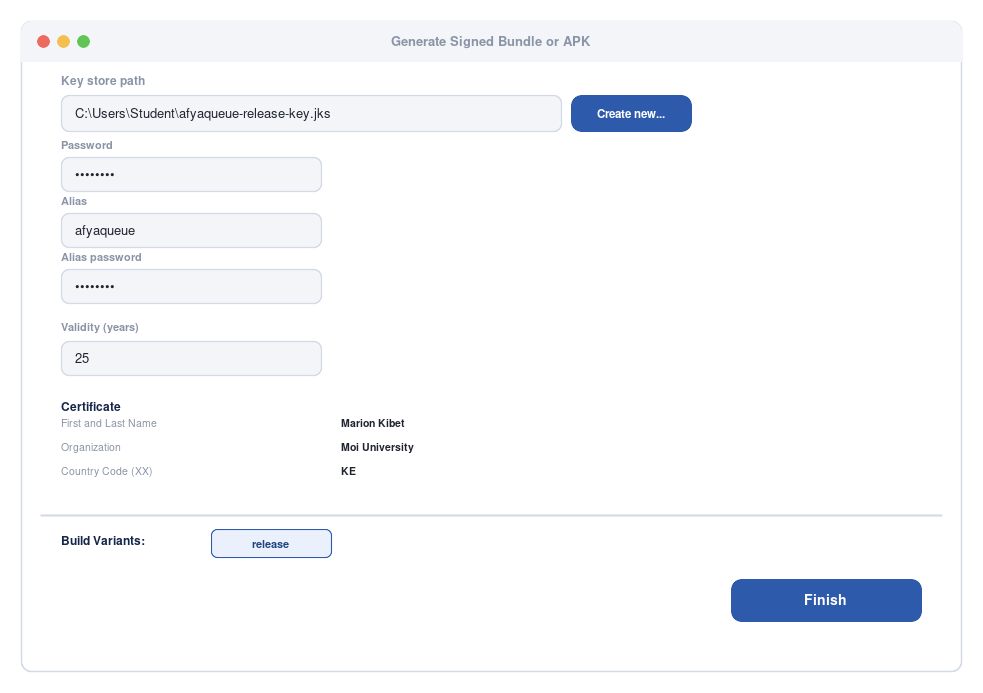 Generate Signed Bundle or APK
Key store path
C:\Users\Student\afyaqueue-release-key.jks
Create new...
Password
••••••••
Alias
afyaqueue
Alias password
••••••••
Validity (years)
25
Certificate
First and Last Name Marion Kibet
Organization Moi University
Country Code (XX) KE
Build Variants: release
Finish